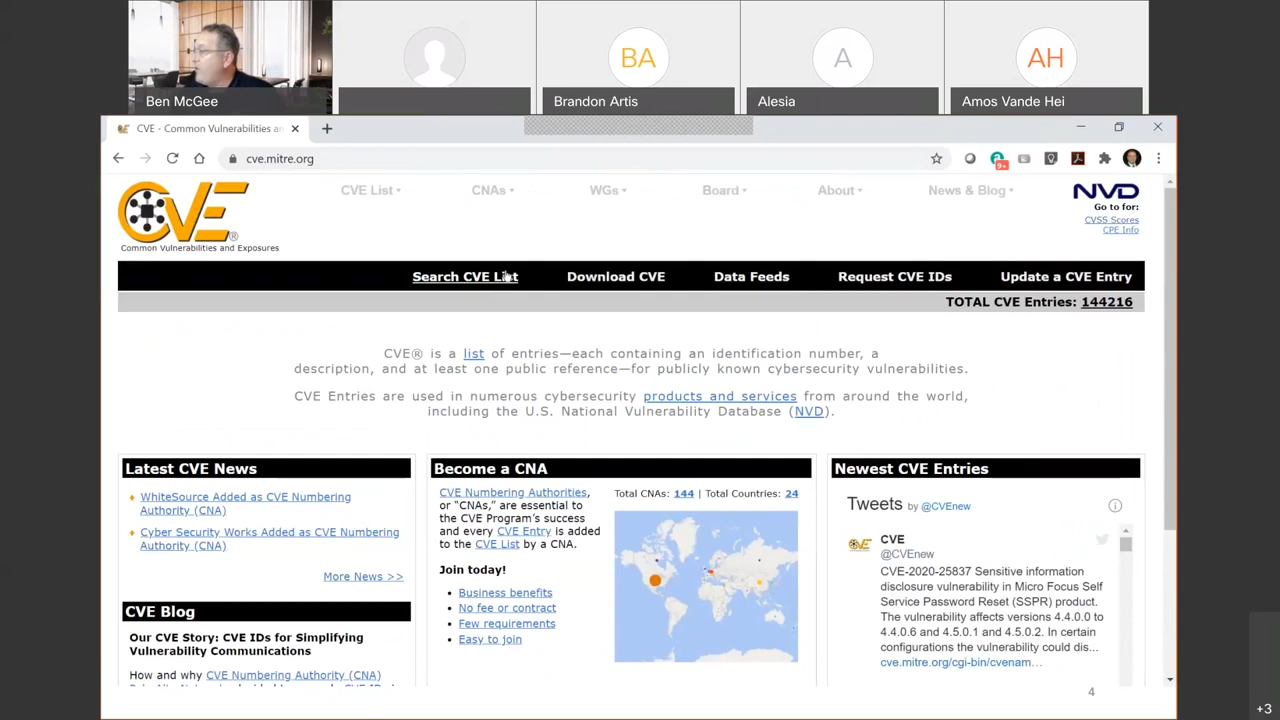 Ben McGee
BA
Brandon Artis
A
Alesia
AH
Amos Vande Hei
CVE - Common Vulnerabilities an
cve.mitre.org
9+
CVE
®
Common Vulnerabilities and Exposures
CVE List
CNAs
WGs
Board
About
News & Blog
NVD
Go to for:
CVSS Scores
CPE Info
Search CVE List
Download CVE
Data Feeds
Request CVE IDs
Update a CVE Entry
TOTAL CVE Entries: 144216
CVE® is a list of entries—each containing an identification number, a
description, and at least one public reference—for publicly known cybersecurity vulnerabilities.
CVE Entries are used in numerous cybersecurity products and services from around the world,
including the U.S. National Vulnerability Database (NVD).
Latest CVE News
WhiteSource Added as CVE Numbering
Authority (CNA)
Cyber Security Works Added as CVE Numbering
Authority (CNA)
More News >>
CVE Blog
Our CVE Story: CVE IDs for Simplifying
Vulnerability Communications
How and why CVE Numbering Authority (CNA)
Become a CNA
CVE Numbering Authorities,
or “CNAs,” are essential to
the CVE Program’s success
and every CVE Entry is added
to the CVE List by a CNA.
Join today!
Business benefits
No fee or contract
Few requirements
Easy to join
Total CNAs: 144 | Total Countries: 24
Newest CVE Entries
Tweets by @CVEnew
CVE
CVE
@CVEnew
CVE-2020-25837 Sensitive information
disclosure vulnerability in Micro Focus Self
Service Password Reset (SSPR) product.
The vulnerability affects versions 4.4.0.0 to
4.4.0.6 and 4.5.0.1 and 4.5.0.2. In certain
configurations the vulnerability could dis...
cve.mitre.org/cgi-bin/cvenam…
4
+3